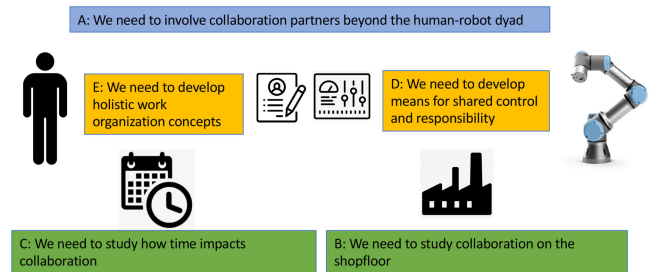 A: We need to involve collaboration partners beyond the human-robot dyad
E: We need to develop
holistic work
organization concepts
D: We need to develop
means for shared control
and responsibility
C: We need to study how time impacts
collaboration
B: We need to study collaboration on the
shopfloor